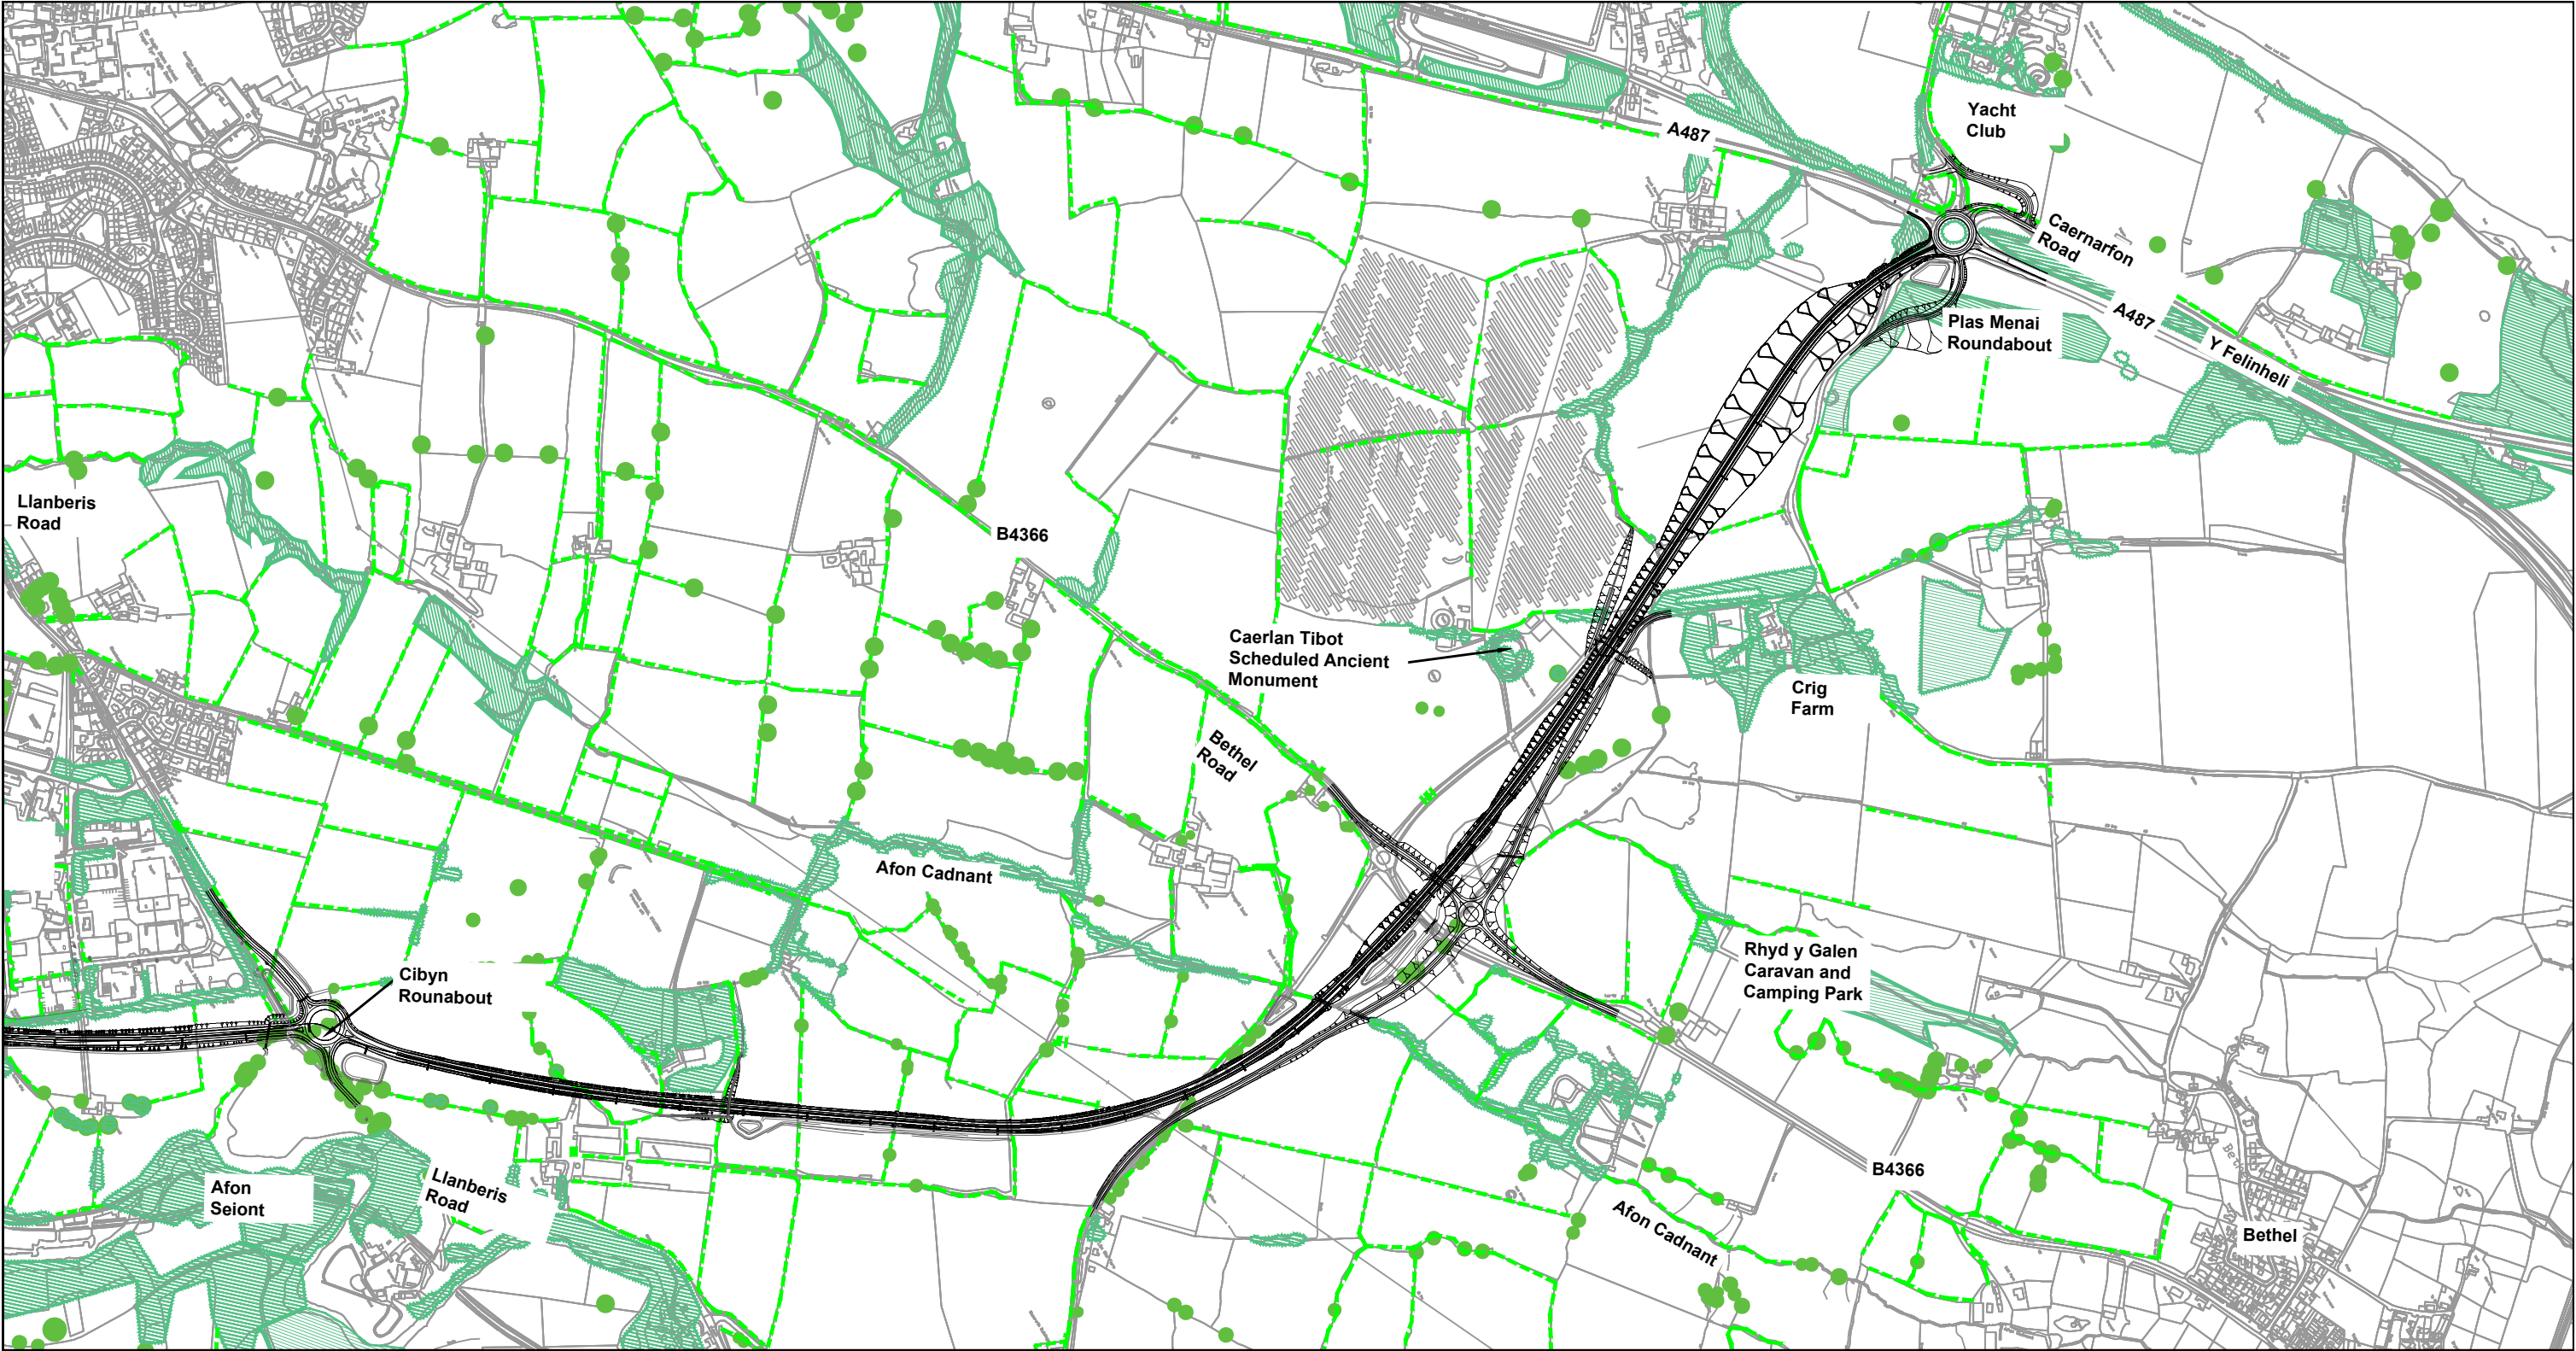 Yacht
Club
A487
Caernarfon
Road
Plas Menai
Roundabout
A487
Y Felinheli
Llanberis
Road
B4366
Caerlan Tibot
Scheduled Ancient
Monument
Crig
Farm
Bethel
Road
Afon Cadnant
Rhyd y Galen
Caravan and
Camping Park
Cibyn
Rounabout
B4366
Afon
Seiont
Llanberis
Road
Afon Cadnant
Bethel